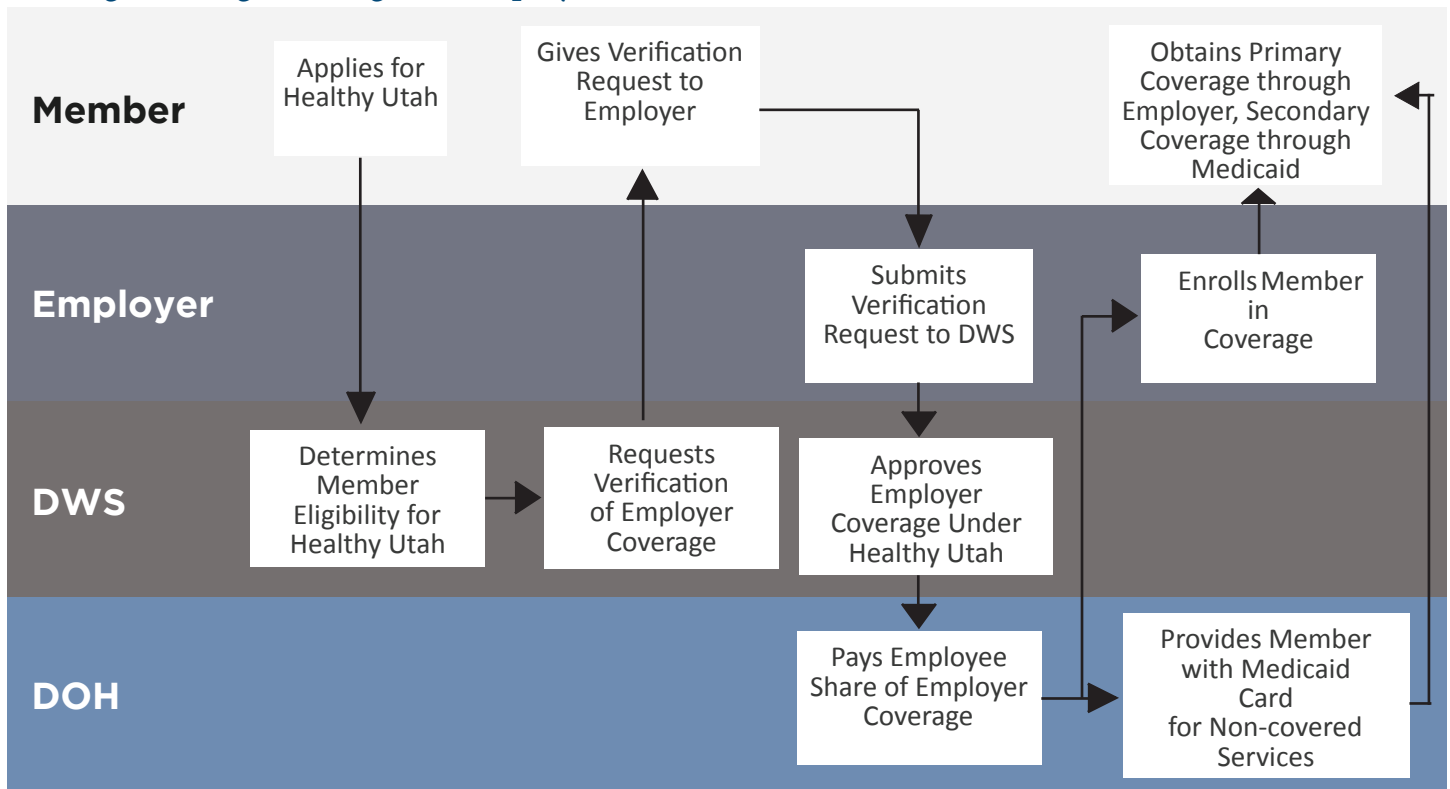 Member
Applies for
Healthy Utah
Gives Verification
Request to
Employer
Obtains Primary
Coverage through
Employer, Secondary
Coverage through
Medicaid
Employer
Submits
Verification
Request to DWS
Enrolls Member
in
Coverage
DWS
Determines
Member
Eligibility for
Healthy Utah
Requests
Verification
of Employer
Coverage
Approves
Employer
Coverage Under
Healthy Utah
DOH
Pays Employee
Share of Employer
Coverage
Provides Member
with Medicaid
Card
for Non-covered
Services